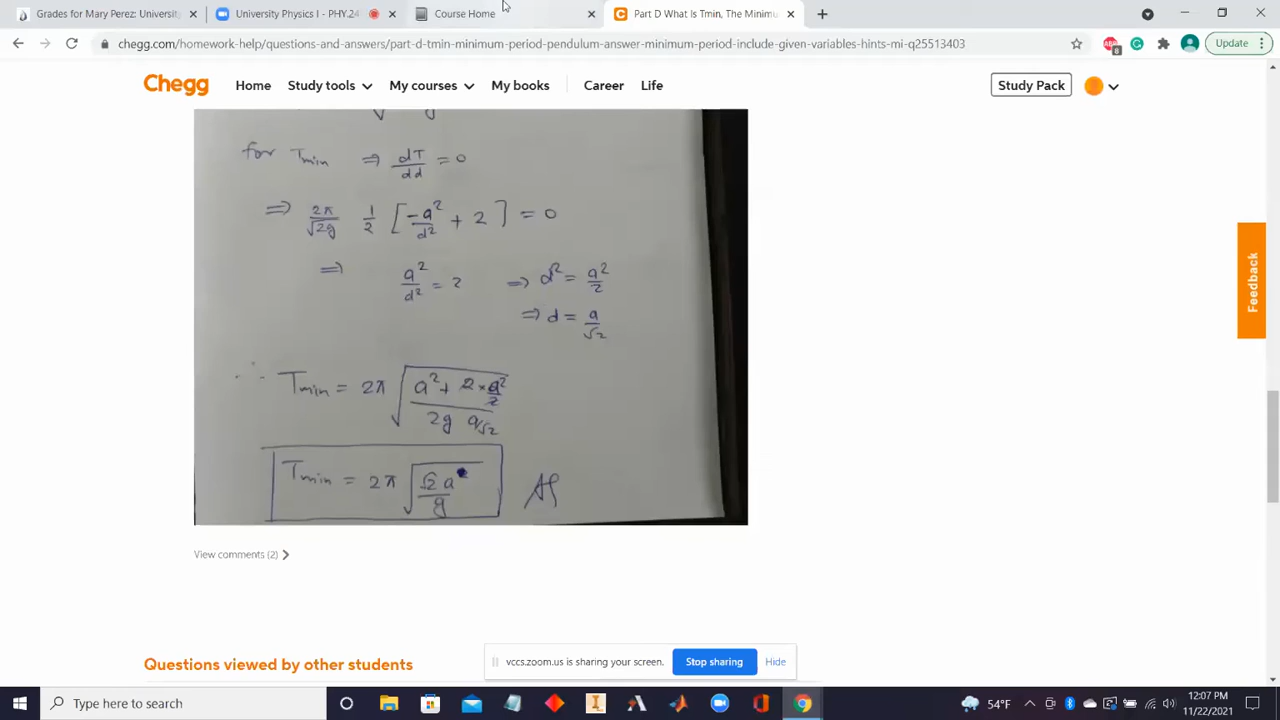 Grades for Mary Perez: University
University Physics I - PHY.24
Course Home
Part D What Is Tmin, The Minimu
chegg.com/homework-help/questions-and-answers/part-d-tmin-minimum-period-pendulum-answer-minimum-period-include-given-variables-hints-mi-q25513403
Update
Chegg
Home
Study tools
My courses
My books
Career
Life
Study Pack
for Tmin ⇒ dT/dd = 0
⇒ 2π/√2g 1/2 [-a²/d² + 2] = 0
⇒ a²/d² = 2 ⇒ d² = a²/2
⇒ d = a/√2
∴ Tmin = 2π √(a² + 2×a²/2 / 2g a/√2)
Tmin = 2π √(√2 a/g)
View comments (2)
Feedback
Questions viewed by other students
vccs.zoom.us is sharing your screen.
Stop sharing
Hide
Type here to search
54°F
12:07 PM
11/22/2021